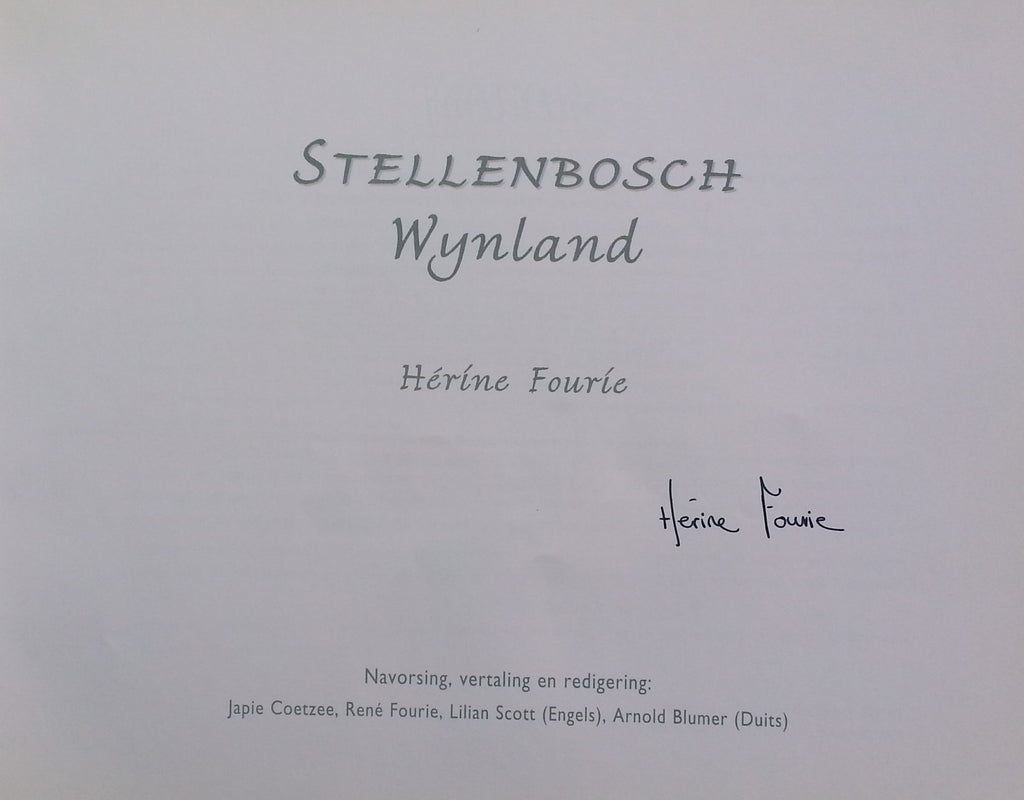 STELLENBOSCH
Wynland
Hérine Fourie
Hérine Fourie
Navorsing, vertaling en redigering:
Japie Coetzee, René Fourie, Lilian Scott (Engels), Arnold Blumer (Duits)